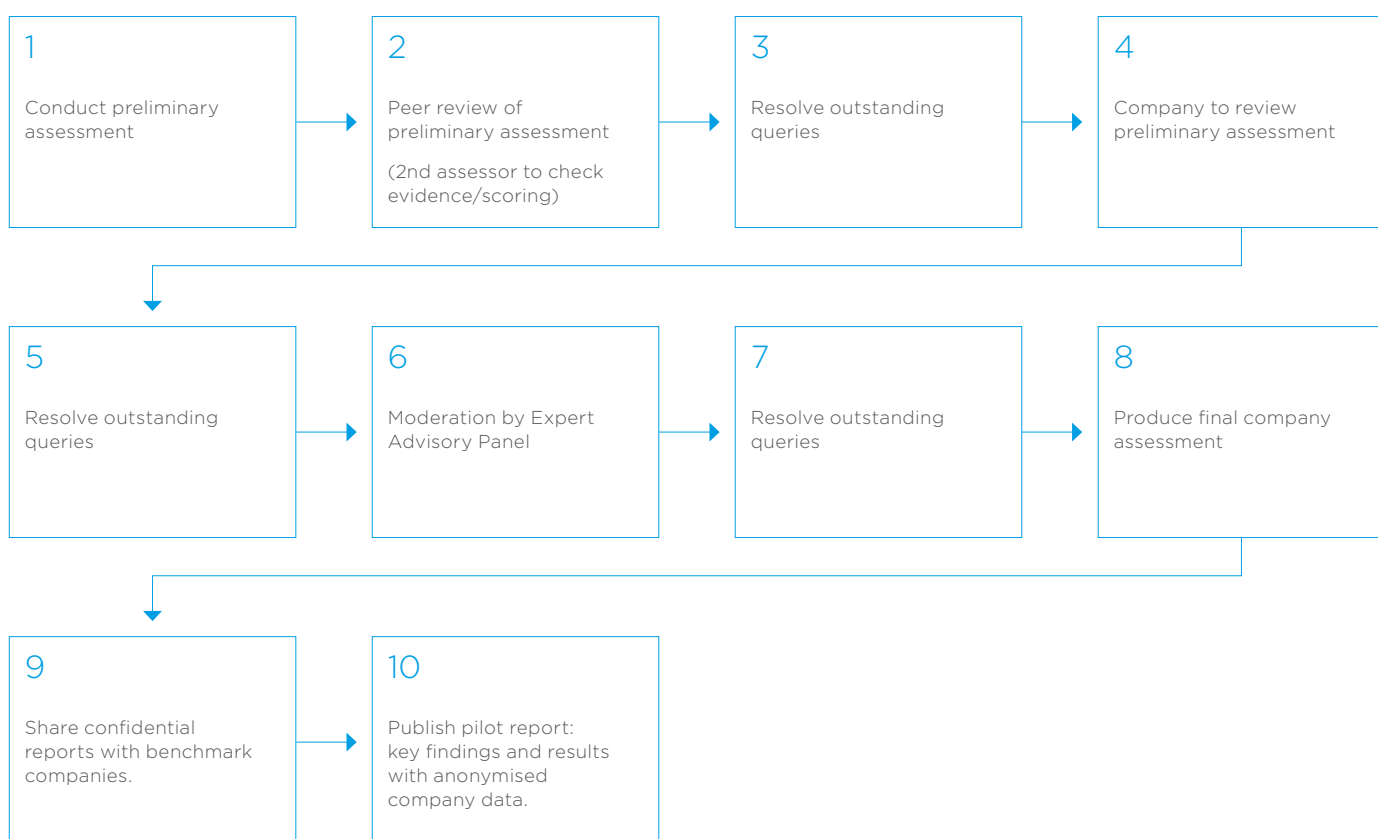 1
Conduct preliminary
assessment
2
Peer review of
preliminary assessment
(2nd assessor to check
evidence/scoring)
3
Resolve outstanding
queries
4
Company to review
preliminary assessment
5
Resolve outstanding
queries
6
Moderation by Expert
Advisory Panel
7
Resolve outstanding
queries
8
Produce final company
assessment
9
Share confidential
reports with benchmark
companies.
10
Publish pilot report:
key findings and results
with anonymised
company data.